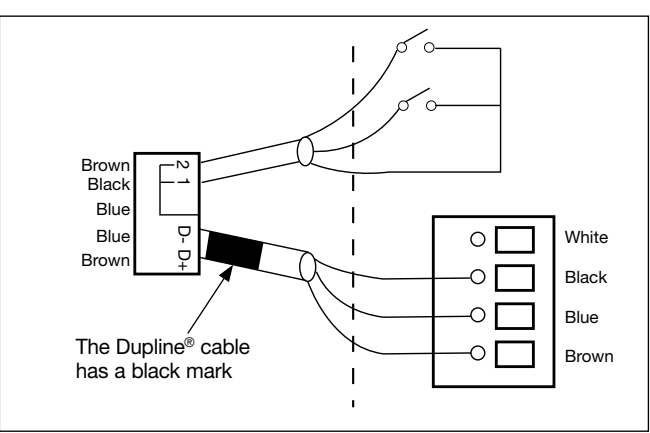 Brown
2
Black
1
Blue
Blue
D-
Brown
D+
White
Black
Blue
Brown
The Dupline® cable
has a black mark